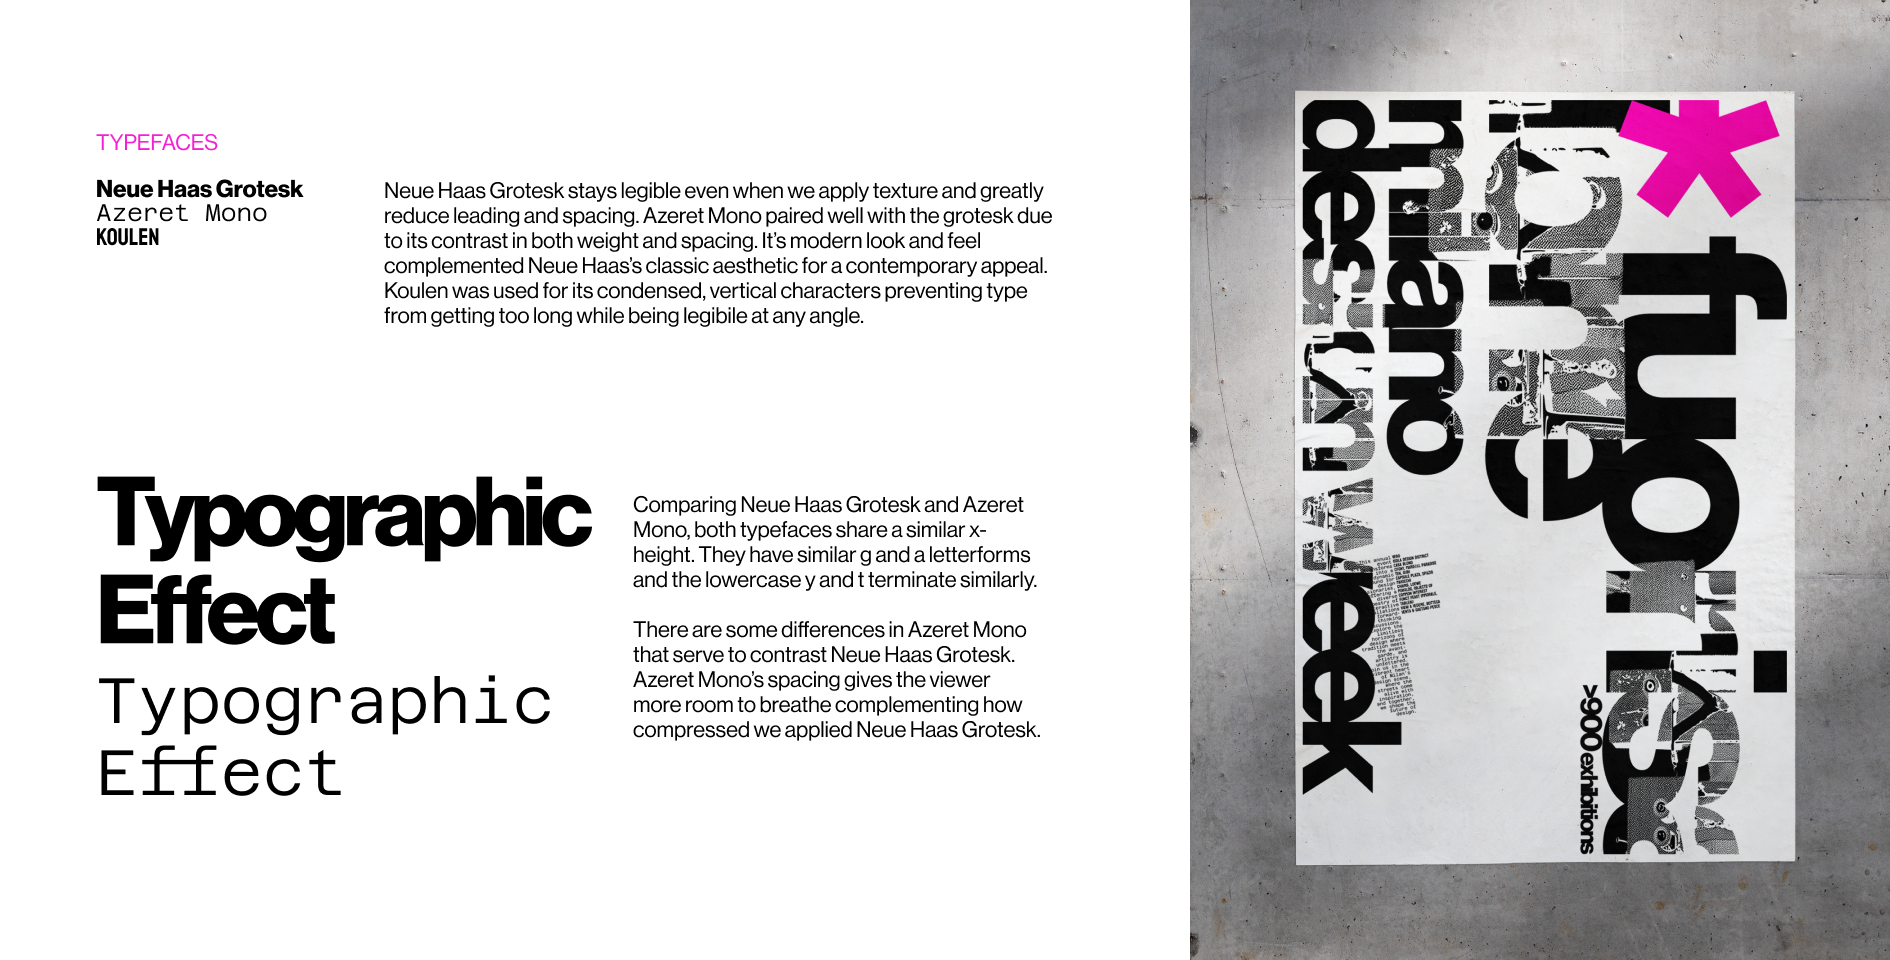 TYPEFACES
Neue Haas Grotesk
Azeret Mono
KOULEN
Neue Haas Grotesk stays legible even when we apply texture and greatly
reduce leading and spacing. Azeret Mono paired well with the grotesk due
to its contrast in both weight and spacing. It’s modern look and feel
complemented Neue Haas’s classic aesthetic for a contemporary appeal.
Koulen was used for its condensed, vertical characters preventing type
from getting too long while being legibile at any angle.
Typographic
Effect
Typographic
Effect
Comparing Neue Haas Grotesk and Azeret
Mono, both typefaces share a similar x-
height. They have similar g and a letterforms
and the lowercase y and t terminate similarly.
There are some differences in Azeret Mono
that serve to contrast Neue Haas Grotesk.
Azeret Mono’s spacing gives the viewer
more room to breathe complementing how
compressed we applied Neue Haas Grotesk.
*fuori
milano
design week
>900 exhibitions